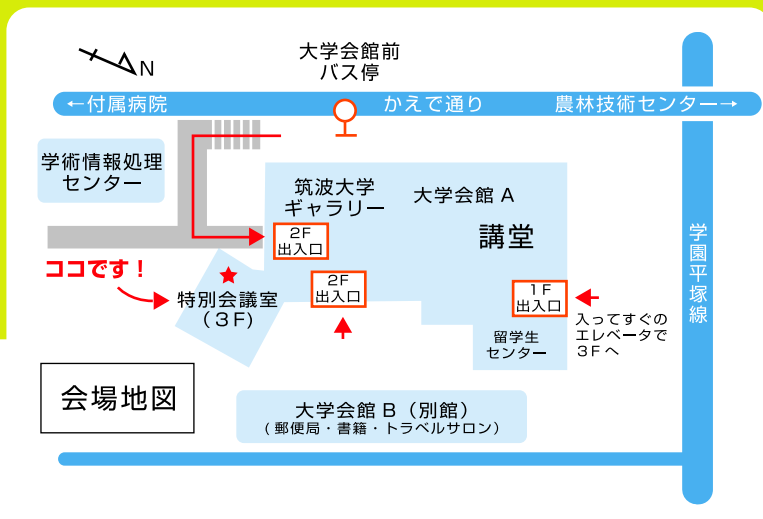 N
大学会館前
バス停
←付属病院
かえで通り
農林技術センター→
学術情報処理
センター
筑波大学
ギャラリー
大学会館 A
講堂
2F
出入口
2F
出入口
1F
出入口
ココです！
特別会議室
(3F)
入ってすぐの
エレベータで
3Fへ
留学生
センター
学園平塚線
会場地図
大学会館 B（別館）
(郵便局・書籍・トラベルサロン)